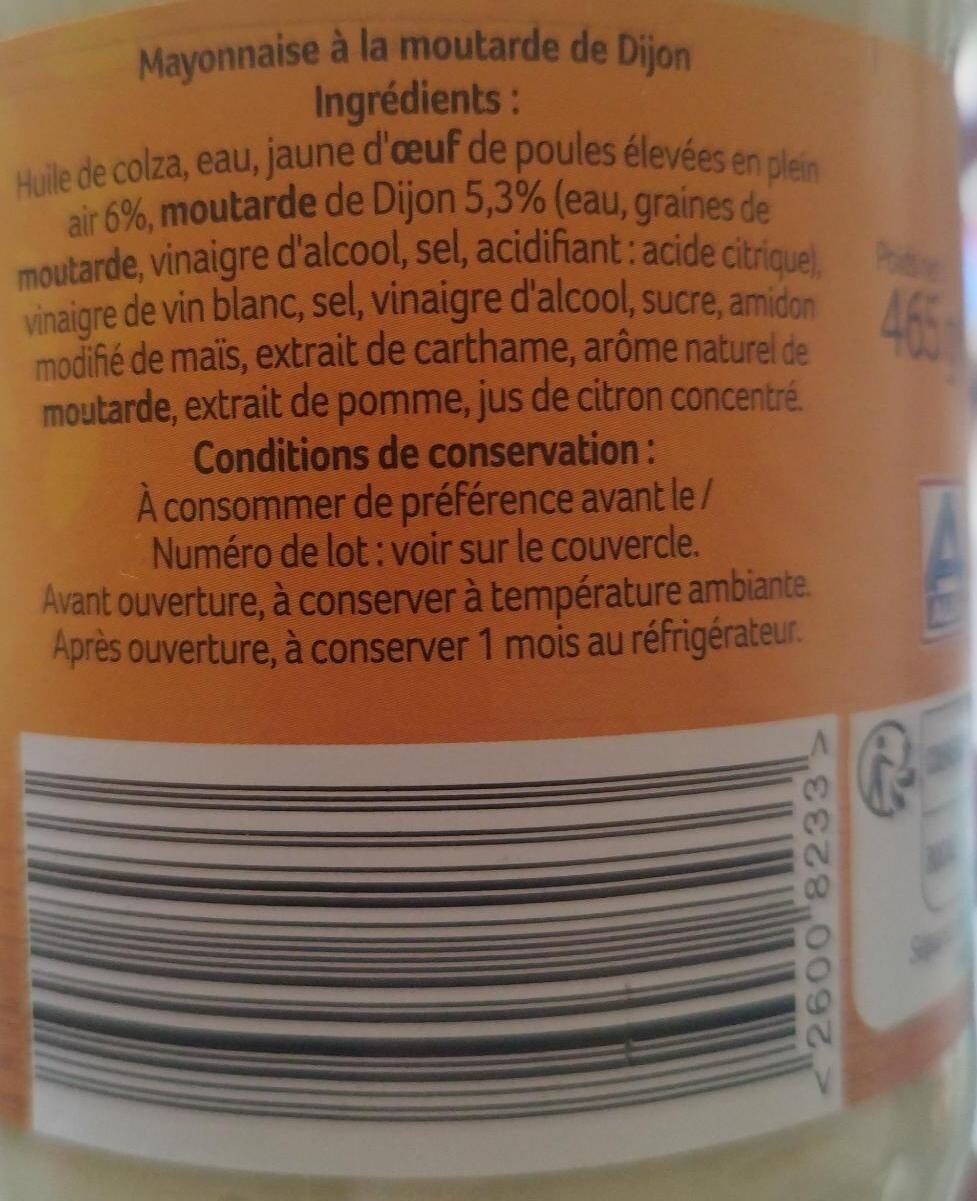 Mayonnaise à la moutarde de Dijon
Ingrédients :
Huile de colza, eau, jaune d'œuf de poules élevées en plein
air 6%, moutarde de Dijon 5,3% (eau, graines de
moutarde, vinaigre d'alcool, sel, acidifiant : acide citrique),
vinaigre de vin blanc, sel, vinaigre d'alcool, sucre, amidon
modifié de maïs, extrait de carthame, arôme naturel de
moutarde, extrait de pomme, jus de citron concentré.
Conditions de conservation :
À consommer de préférence avant le /
Numéro de lot : voir sur le couvercle.
Avant ouverture, à conserver à température ambiante.
Après ouverture, à conserver 1 mois au réfrigérateur.
< 2600 8233 >
465